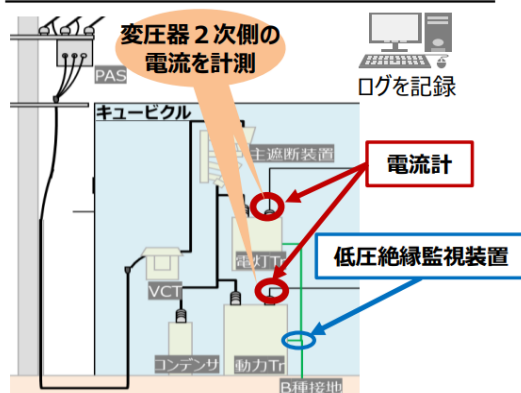 変圧器２次側の
電流を計測
ログを記録
PAS
キュービクル
主遮断装置
電流計
電灯Tr
低圧絶縁監視装置
VCT
コンデンサ
動力Tr
B種接地